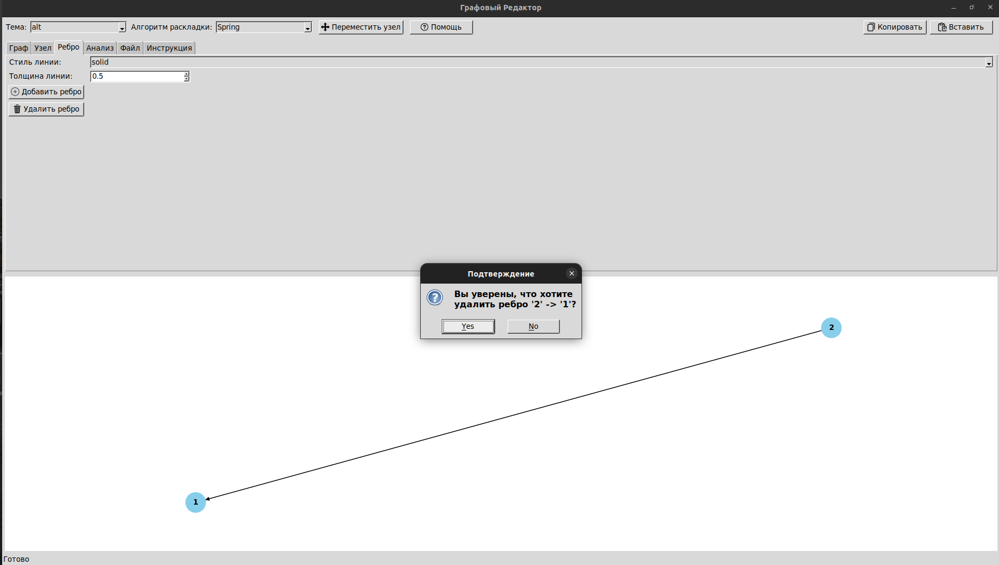 Графовый Редактор
Тема: alt Алгоритм раскладки: Spring Переместить узел Помощь Копировать Вставить
Граф Узел Ребро Анализ Файл Инструкция
Стиль линии: solid
Толщина линии: 0.5
Добавить ребро
Удалить ребро
Подтверждение
Вы уверены, что хотите
удалить ребро '2' -> '1'?
Yes No
2
1
Готово